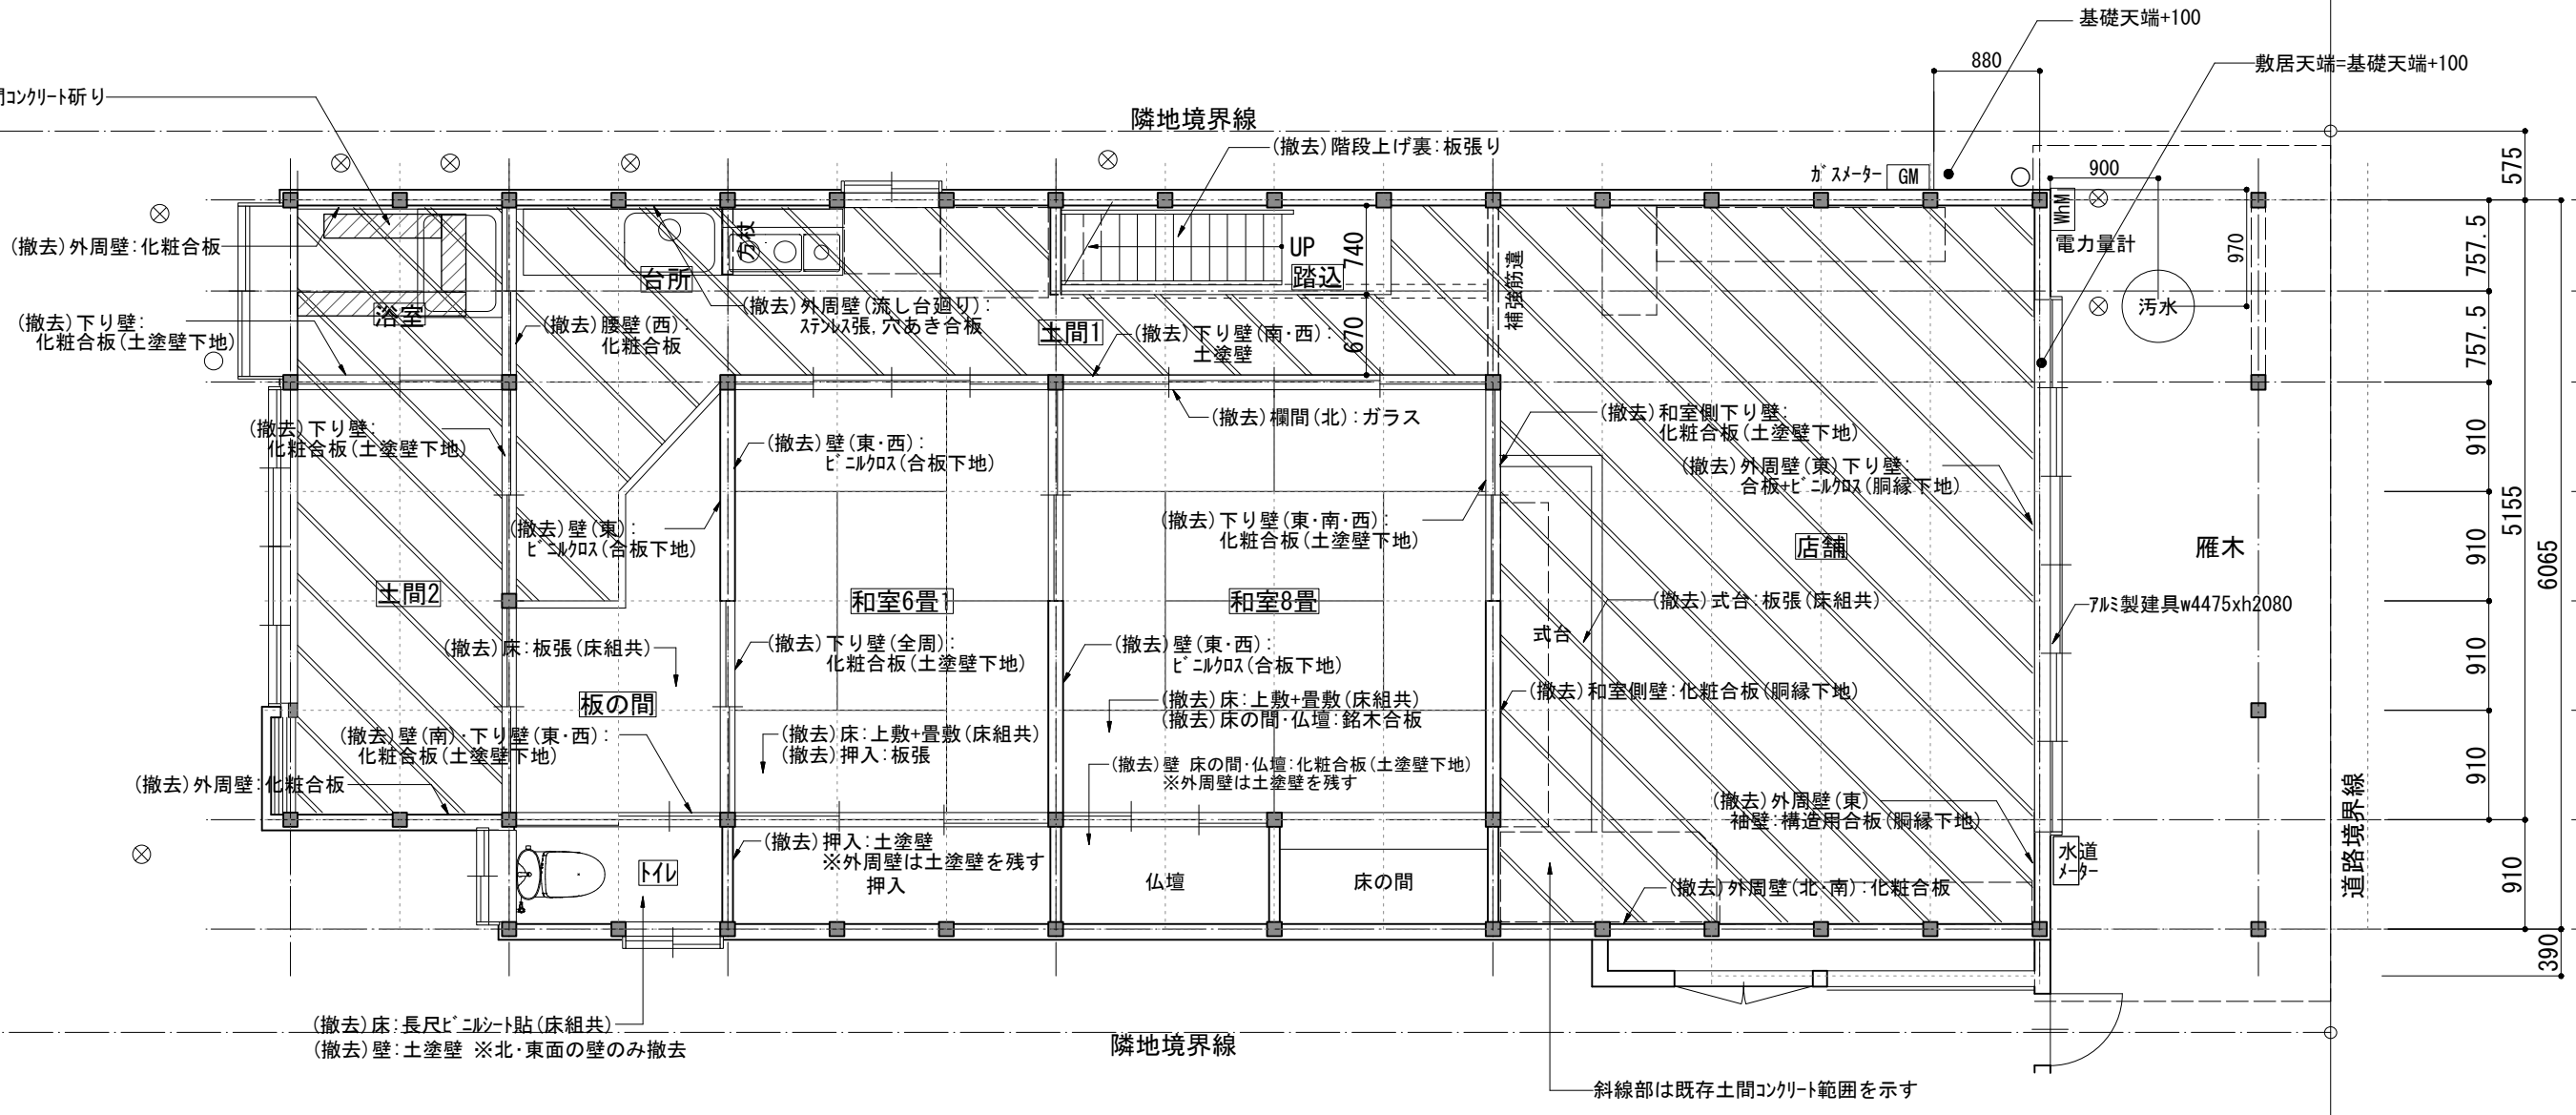 基礎天端+100
880
敷居天端=基礎天端+100
コンクリート斫り
隣地境界線
(撤去)階段上げ裏:板張り
ガスメーター
GM
900
575
WhM
電力量計
970
757.5
(撤去)外周壁:化粧合板
台所
UP
踏込
740
補強筋違
汚水
浴室
(撤去)外周壁(流し台廻り):
ステンレス張,穴あき合板
(撤去)下り壁:
化粧合板(土塗壁下地)
(撤去)腰壁(西):
化粧合板
土間1
(撤去)下り壁(南・西):
土塗壁
670
757.5
(撤去)欄間(北):ガラス
(撤去)和室側下り壁:
化粧合板(土塗壁下地)
(撤去)下り壁:
化粧合板(土塗壁下地)
(撤去)壁(東・西):
ビニルクロス(合板下地)
910
(撤去)外周壁(東)下り壁:
合板+ビニルクロス(胴縁下地)
(撤去)壁(東):
ビニルクロス(合板下地)
(撤去)下り壁(東・南・西):
化粧合板(土塗壁下地)
店舗
雁木
910
5155
6065
土間2
和室6畳1
和室8畳
(撤去)式台:板張(床組共)
アルミ製建具w4475xh2080
式台
(撤去)床:板張(床組共)
(撤去)下り壁(全周):
化粧合板(土塗壁下地)
(撤去)壁(東・西):
ビニルクロス(合板下地)
910
板の間
(撤去)床:上敷+畳敷(床組共)
(撤去)床の間・仏壇:銘木合板
(撤去)和室側壁:化粧合板(胴縁下地)
(撤去)壁(南)・下り壁(東・西):
化粧合板(土塗壁下地)
(撤去)床:上敷+畳敷(床組共)
(撤去)押入:板張
(撤去)壁 床の間・仏壇:化粧合板(土塗壁下地)
※外周壁は土塗壁を残す
910
(撤去)外周壁:化粧合板
(撤去)外周壁(東)
袖壁:構造用合板(胴縁下地)
道路境界線
(撤去)押入:土塗壁
※外周壁は土塗壁を残す
水道
メーター
トイレ
押入
仏壇
床の間
(撤去)外周壁(北・南):化粧合板
910
390
(撤去)床:長尺ビニルシート貼(床組共)
(撤去)壁:土塗壁 ※北・東面の壁のみ撤去
隣地境界線
斜線部は既存土間コンクリート範囲を示す